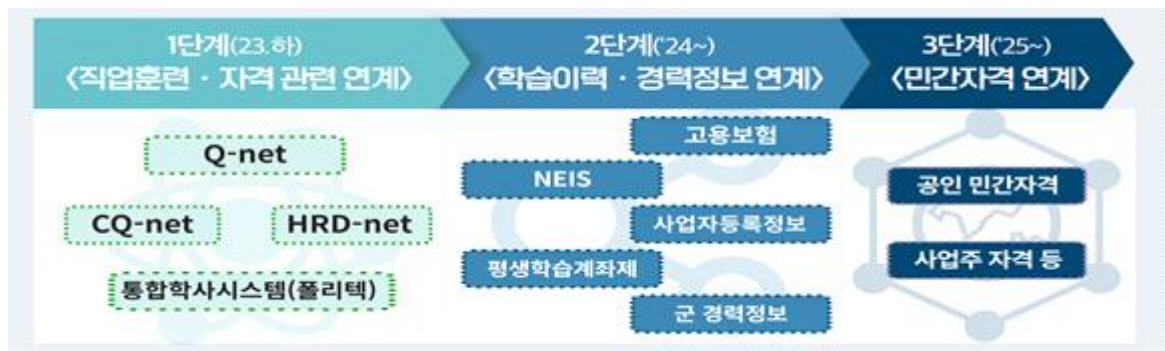 1단계(23.하)
<직업훈련 · 자격 관련 연계>
Q-net
CQ-net
HRD-net
통합학사시스템(폴리텍)
2단계('24~)
<학습이력 · 경력정보 연계>
고용보험
NEIS
사업자등록정보
평생학습계좌제
군 경력정보
3단계('25~)
<민간자격 연계>
공인 민간자격
사업주 자격 등